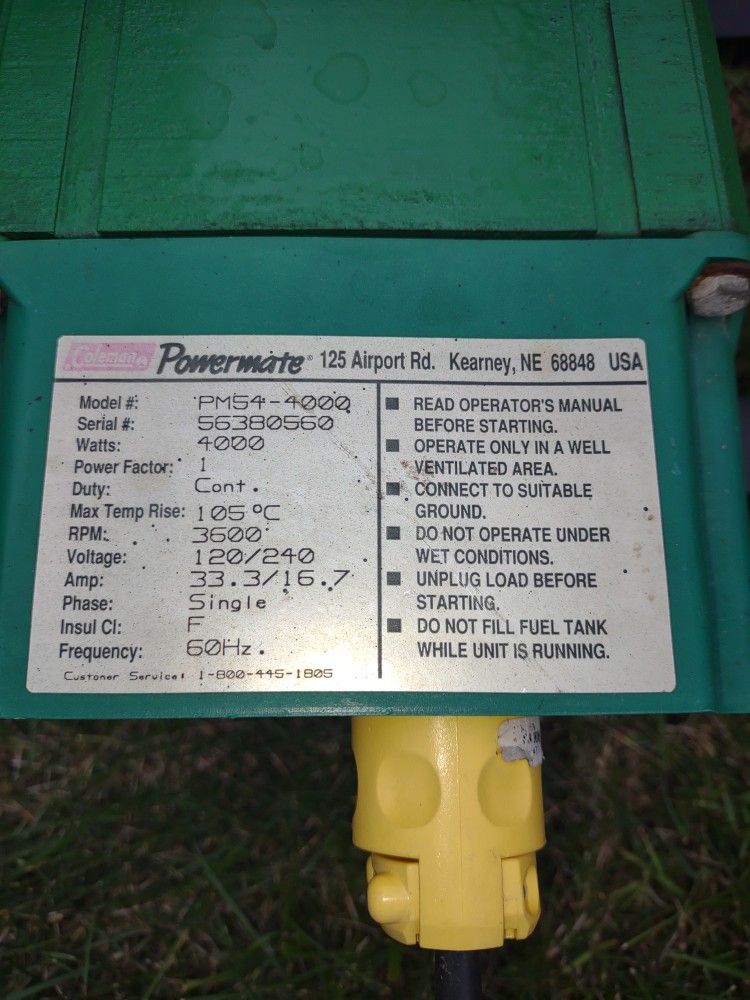 Coleman Powermate® 125 Airport Rd. Kearney, NE 68848 USA
Model #: PM54-4000
Serial #: 56380560
Watts: 4000
Power Factor: 1
Duty: Cont.
Max Temp Rise: 105°C
RPM: 3600
Voltage: 120/240
Amp: 33.3/16.7
Phase: Single
Insul Cl: F
Frequency: 60Hz.
Customer Service: 1-800-445-1805
■ READ OPERATOR'S MANUAL
BEFORE STARTING.
■ OPERATE ONLY IN A WELL
VENTILATED AREA.
■ CONNECT TO SUITABLE
GROUND.
■ DO NOT OPERATE UNDER
WET CONDITIONS.
■ UNPLUG LOAD BEFORE
STARTING.
■ DO NOT FILL FUEL TANK
WHILE UNIT IS RUNNING.